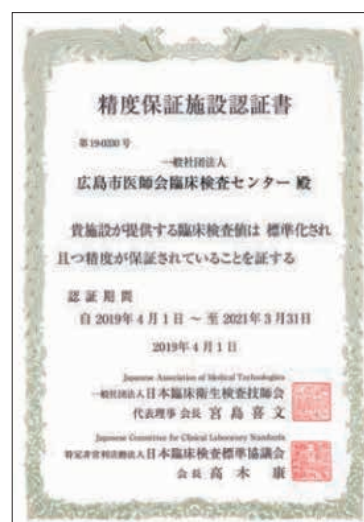 精度保証施設認証書
第19-0330号
一般社団法人
広島市医師会臨床検査センター 殿
貴施設が提供する臨床検査値は 標準化され
且つ精度が保証されていることを証する
認証期間
自 2019年4月1日 ～ 至 2021年3月31日
2019年4月1日
Japanese Association of Medical Technologists
一般社団法人日本臨床衛生検査技師会
代表理事 会長 宮島喜文
Japanese Committee for Clinical Laboratory Standards
特定非営利活動法人日本臨床検査標準協議会
会長 高木 康